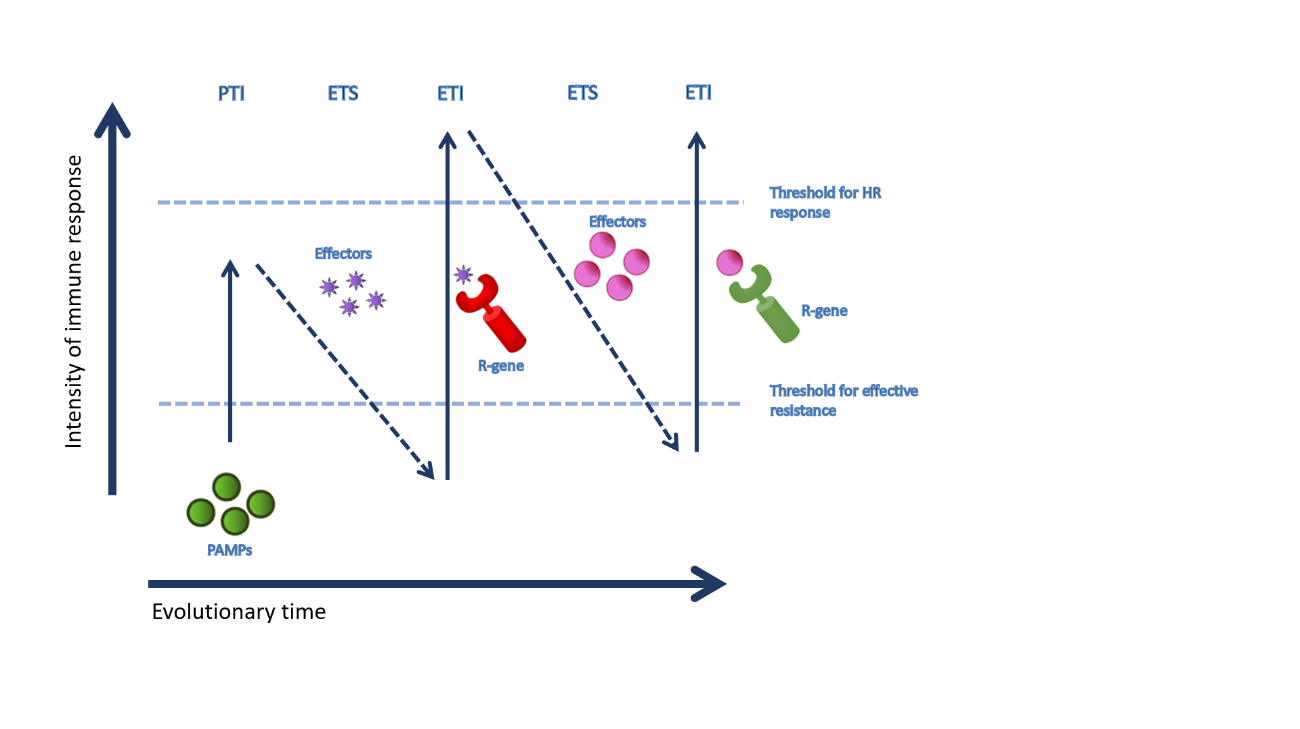 PTI
ETS
ETI
ETS
ETI
Intensity of immune response
Threshold for HR
response
Effectors
Effectors
R-gene
R-gene
Threshold for effective
resistance
PAMPs
Evolutionary time